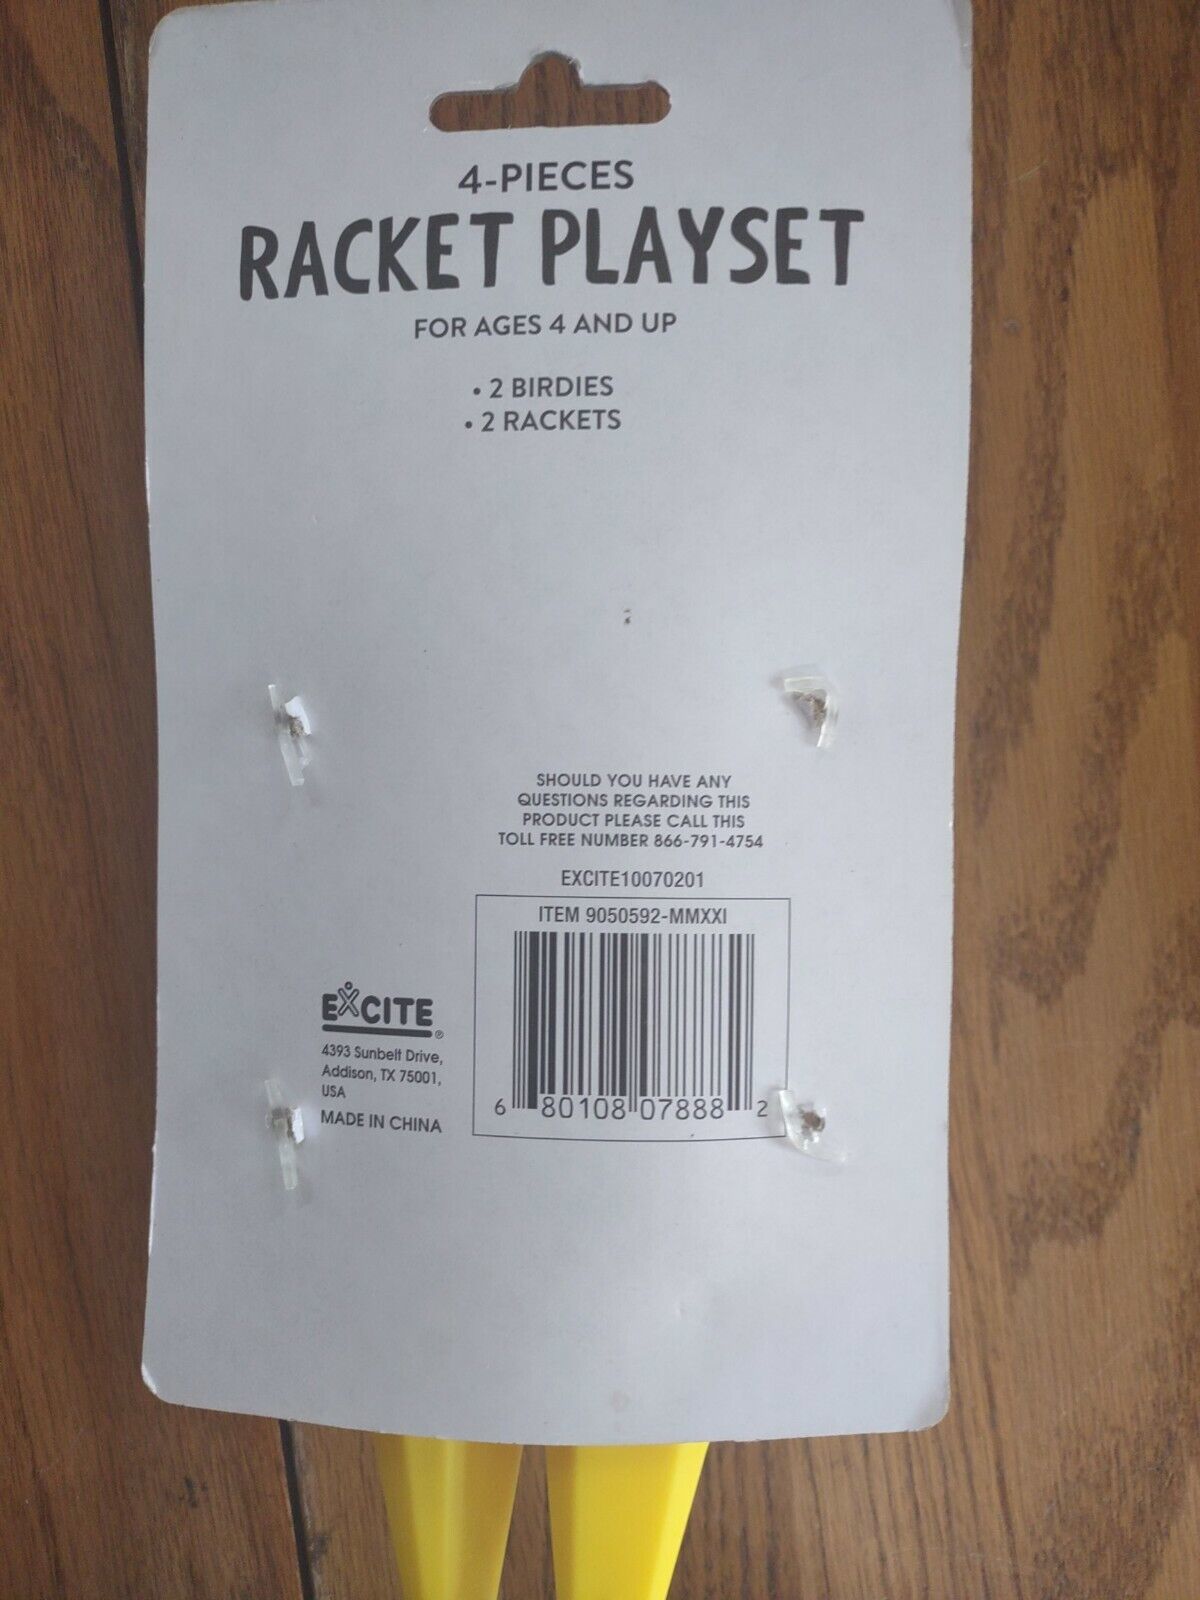 4-PIECES
RACKET PLAYSET
FOR AGES 4 AND UP
• 2 BIRDIES
• 2 RACKETS
SHOULD YOU HAVE ANY
QUESTIONS REGARDING THIS
PRODUCT PLEASE CALL THIS
TOLL FREE NUMBER 866-791-4754
EXCITE10070201
ITEM 9050592-MMXXI
6 80108 07888 2
EXCITE®
4393 Sunbelt Drive,
Addison, TX 75001,
USA
MADE IN CHINA